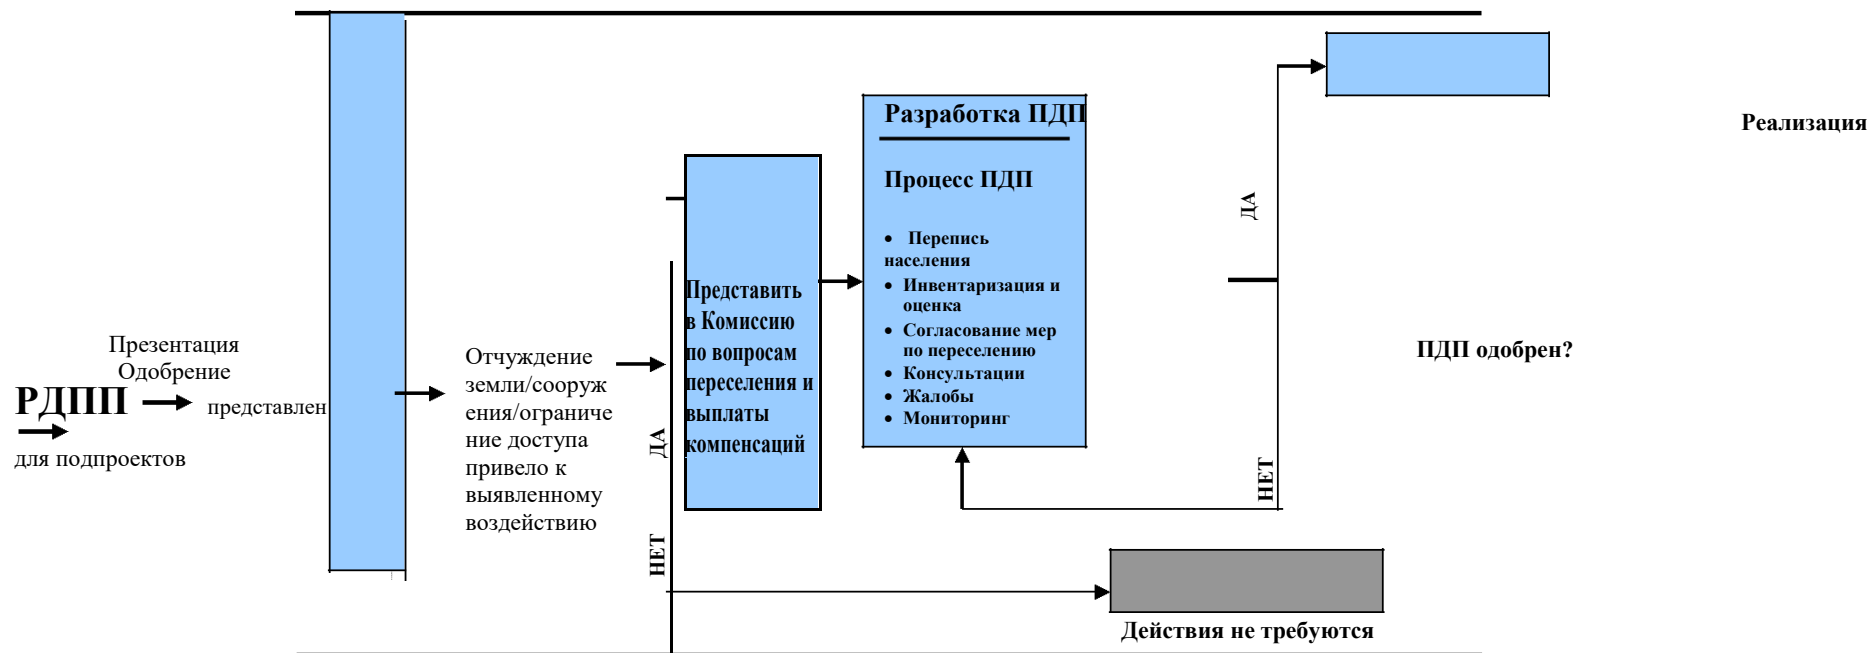 Презентация
Одобрение
РДПП
представлен
для подпроектов
Отчуждение
земли/сооруж
ения/ограниче
ние доступа
привело к
выявленному
воздействию
ДА
НЕТ
Представить
в Комиссию
по вопросам
переселения и
выплаты
компенсаций
Разработка ПДП
Процесс ПДП
• Перепись
населения
• Инвентаризация и
оценка
• Согласование мер
по переселению
• Консультации
• Жалобы
• Мониторинг
ДА
НЕТ
ПДП одобрен?
Реализация
Действия не требуются